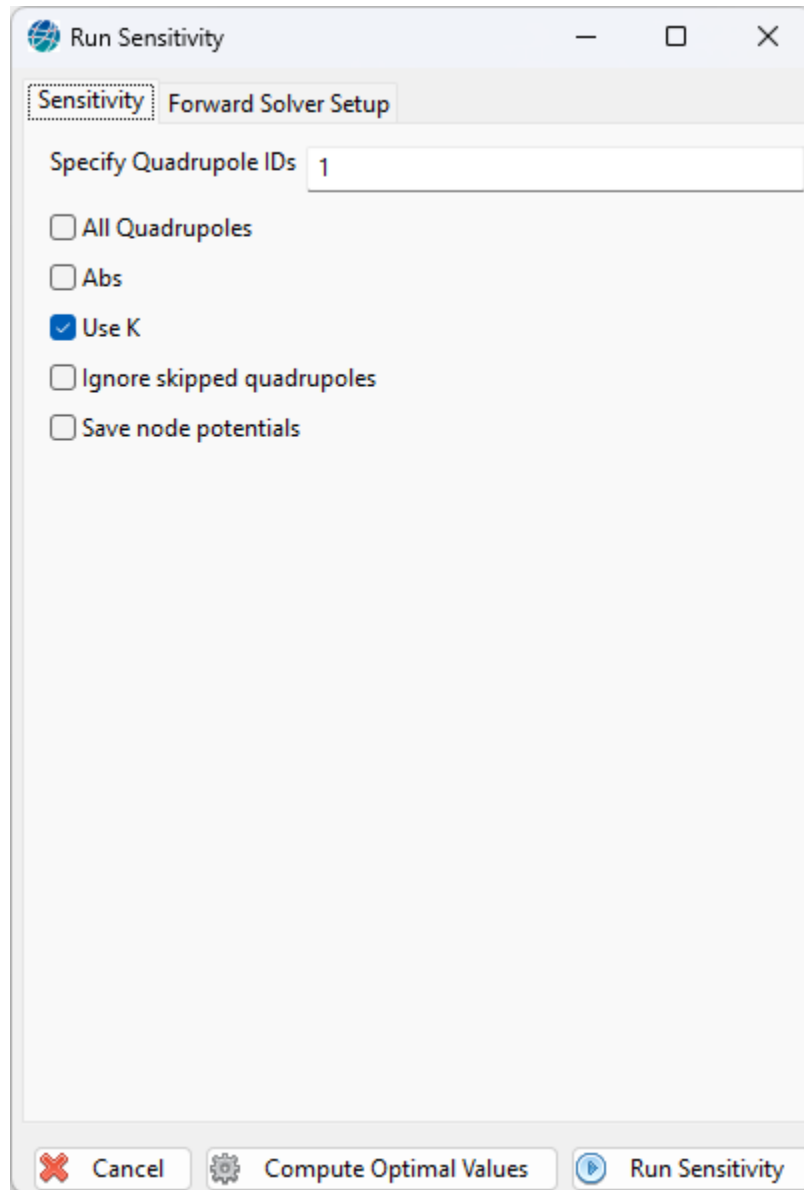 Run Sensitivity
Sensitivity Forward Solver Setup
Specify Quadrupole IDs 1
All Quadrupoles
Abs
Use K
Ignore skipped quadrupoles
Save node potentials
Cancel Compute Optimal Values Run Sensitivity